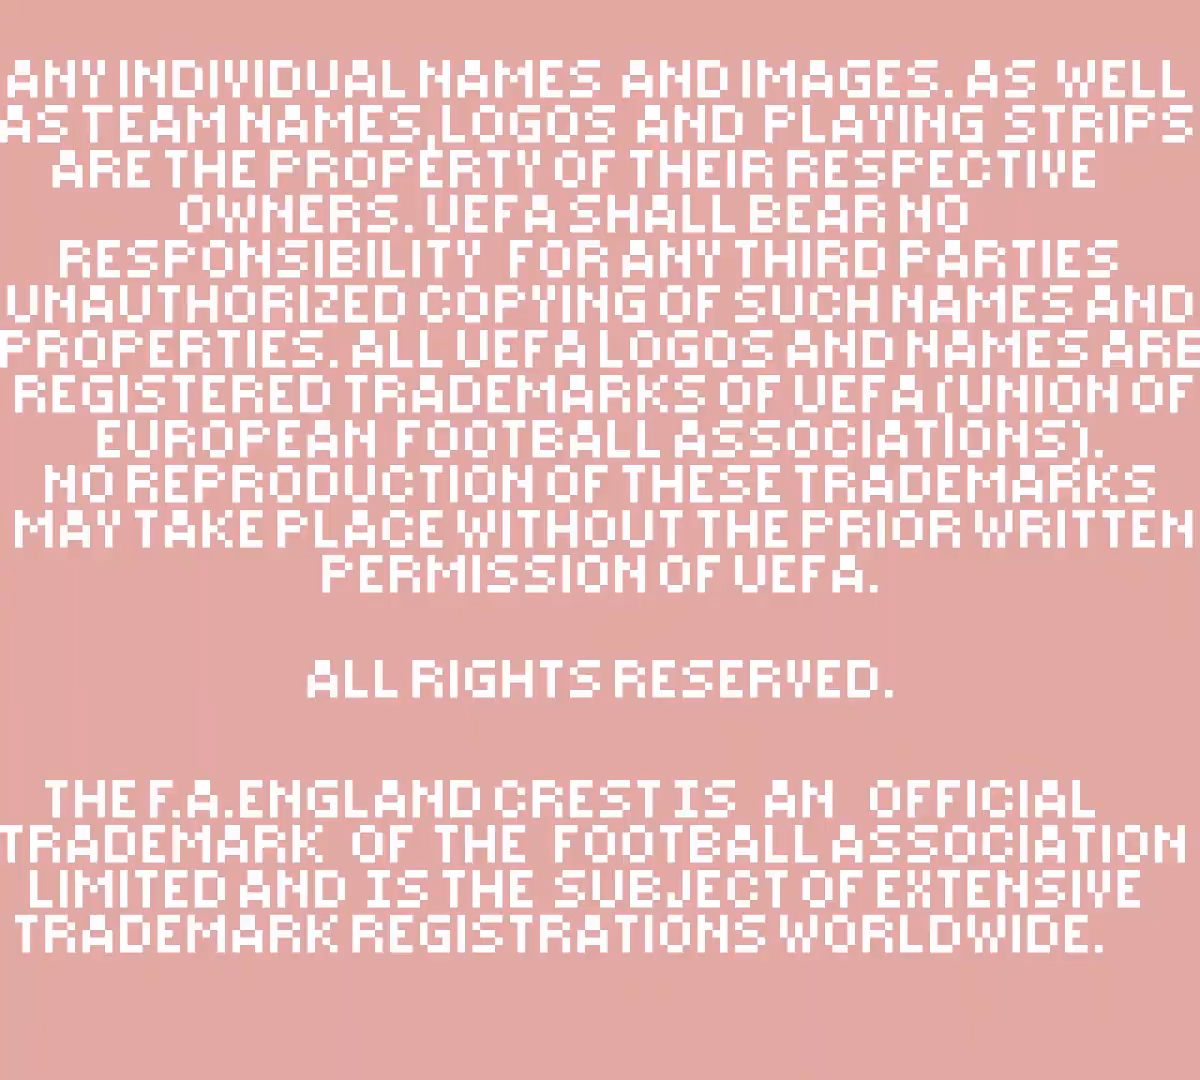 ANY INDIVIDUAL NAMES AND IMAGES. AS WELL
AS TEAM NAMES,LOGOS AND PLAYING STRIPS
ARE THE PROPERTY OF THEIR RESPECTIVE
OWNERS. UEFA SHALL BEAR NO
RESPONSIBILITY FOR ANY THIRD PARTIES
UNAUTHORIZED COPYING OF SUCH NAMES AND
PROPERTIES. ALL UEFA LOGOS AND NAMES ARE
REGISTERED TRADEMARKS OF UEFA (UNION OF
EUROPEAN FOOTBALL ASSOCIATIONS).
NO REPRODUCTION OF THESE TRADEMARKS
MAY TAKE PLACE WITHOUT THE PRIOR WRITTEN
PERMISSION OF UEFA.
ALL RIGHTS RESERVED.
THE F.A.ENGLAND CREST IS AN OFFICIAL
TRADEMARK OF THE FOOTBALL ASSOCIATION
LIMITED AND IS THE SUBJECT OF EXTENSIVE
TRADEMARK REGISTRATIONS WORLDWIDE.